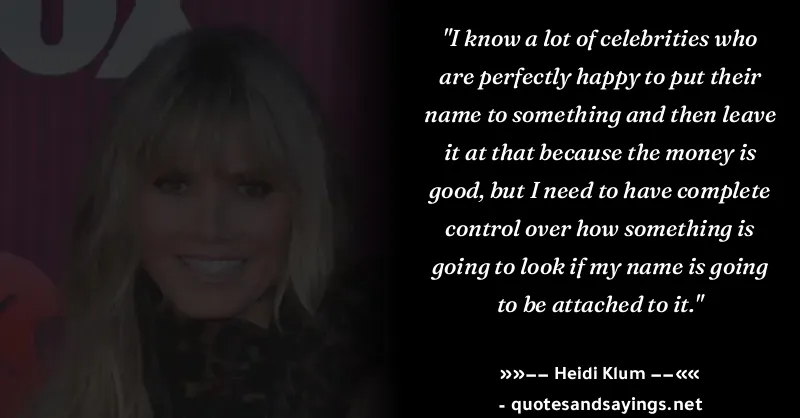 "I know a lot of celebrities who
are perfectly happy to put their
name to something and then leave
it at that because the money is
good, but I need to have complete
control over how something is
going to look if my name is going
to be attached to it."
»»−− Heidi Klum −−««
- quotesandsayings.net